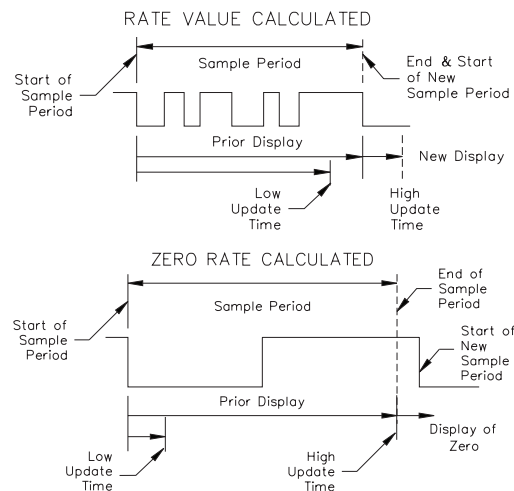 RATE VALUE CALCULATED
Start of
Sample
Period
Sample Period
End & Start
of New
Sample Period
Prior Display
New Display
Low
Update
Time
High
Update
Time
ZERO RATE CALCULATED
Start of
Sample
Period
Sample Period
End of
Sample
Period
Start of
New
Sample
Period
Prior Display
Display of
Zero
Low
Update
Time
High
Update
Time